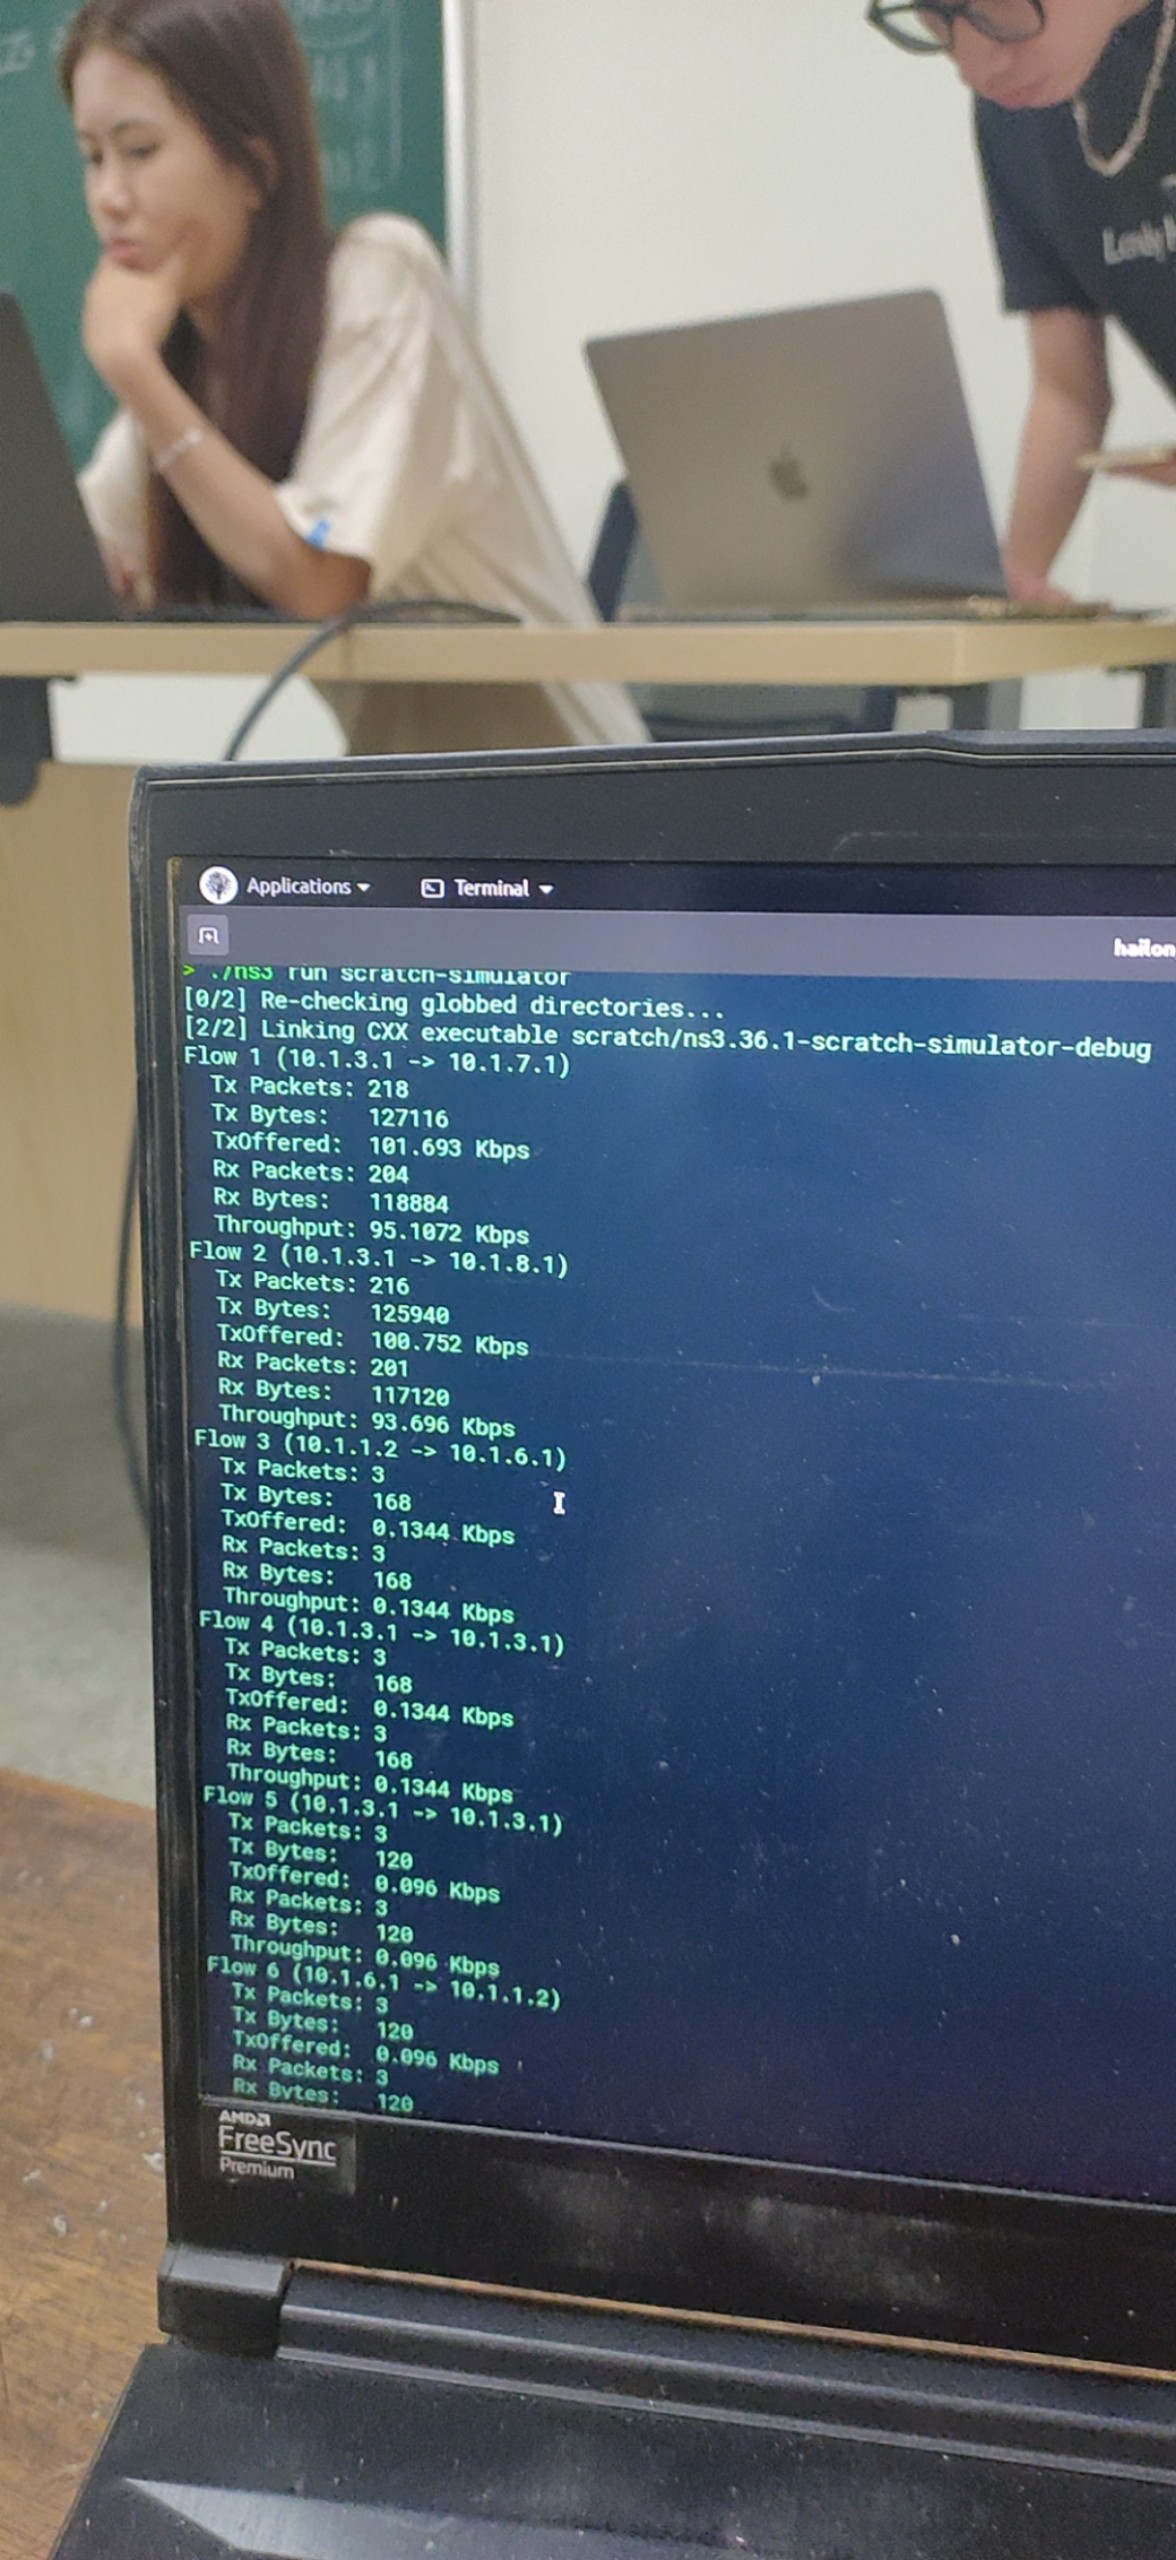 Applications
Terminal
hailon
> ./ns3 run scratch-simulator
[0/2] Re-checking globbed directories...
[2/2] Linking CXX executable scratch/ns3.36.1-scratch-simulator-debug
Flow 1 (10.1.3.1 -> 10.1.7.1)
Tx Packets: 218
Tx Bytes: 127116
TxOffered: 101.693 Kbps
Rx Packets: 204
Rx Bytes: 118884
Throughput: 95.1072 Kbps
Flow 2 (10.1.3.1 -> 10.1.8.1)
Tx Packets: 216
Tx Bytes: 125940
TxOffered: 100.752 Kbps
Rx Packets: 201
Rx Bytes: 117120
Throughput: 93.696 Kbps
Flow 3 (10.1.1.2 -> 10.1.6.1)
Tx Packets: 3
Tx Bytes: 168
TxOffered: 0.1344 Kbps
Rx Packets: 3
Rx Bytes: 168
Throughput: 0.1344 Kbps
Flow 4 (10.1.3.1 -> 10.1.3.1)
Tx Packets: 3
Tx Bytes: 168
TxOffered: 0.1344 Kbps
Rx Packets: 3
Rx Bytes: 168
Throughput: 0.1344 Kbps
Flow 5 (10.1.3.1 -> 10.1.3.1)
Tx Packets: 3
Tx Bytes: 120
TxOffered: 0.096 Kbps
Rx Packets: 3
Rx Bytes: 120
Throughput: 0.096 Kbps
Flow 6 (10.1.6.1 -> 10.1.1.2)
Tx Packets: 3
Tx Bytes: 120
TxOffered: 0.096 Kbps
Rx Packets: 3
Rx Bytes: 120
AMD
FreeSync
Premium